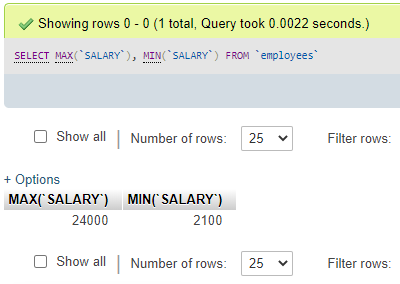 Showing rows 0 - 0 (1 total, Query took 0.0022 seconds.)
SELECT MAX(`SALARY`), MIN(`SALARY`) FROM `employees`
Show all Number of rows: 25 Filter rows:
+ Options
MAX(`SALARY`) MIN(`SALARY`)
24000 2100
Show all Number of rows: 25 Filter rows: